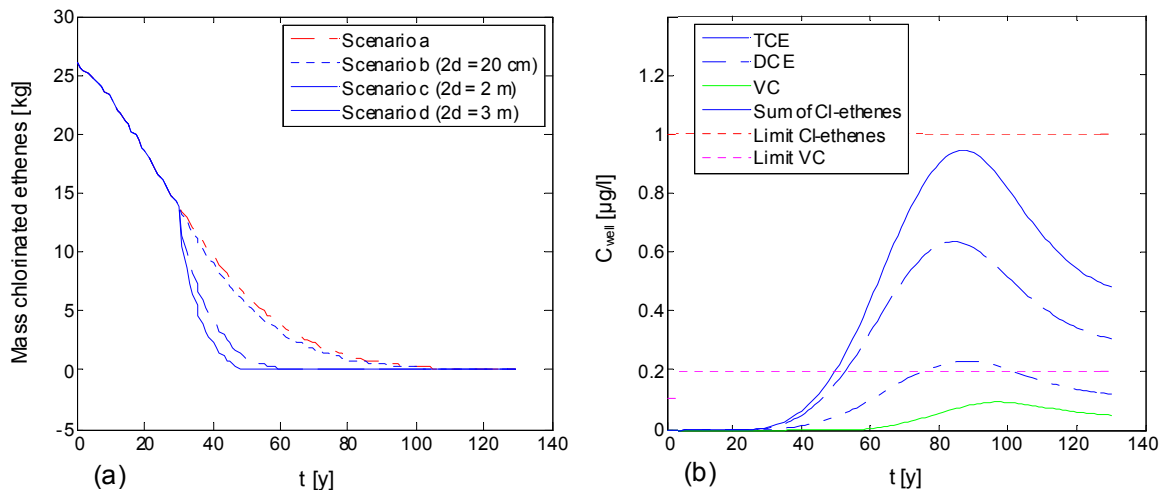 30
25
20
15
10
5
0
-5
Mass chlorinated ethenes [kg]
Scenario a
Scenario b (2d = 20 cm)
Scenario c (2d = 2 m)
Scenario d (2d = 3 m)
0 20 40 60 80 100 120 140
(a) t [y]
1.2
1
0.8
0.6
0.4
0.2
0
C_well [µg/l]
TCE
DCE
VC
Sum of Cl-ethenes
Limit Cl-ethenes
Limit VC
0 20 40 60 80 100 120 140
(b) t [y]